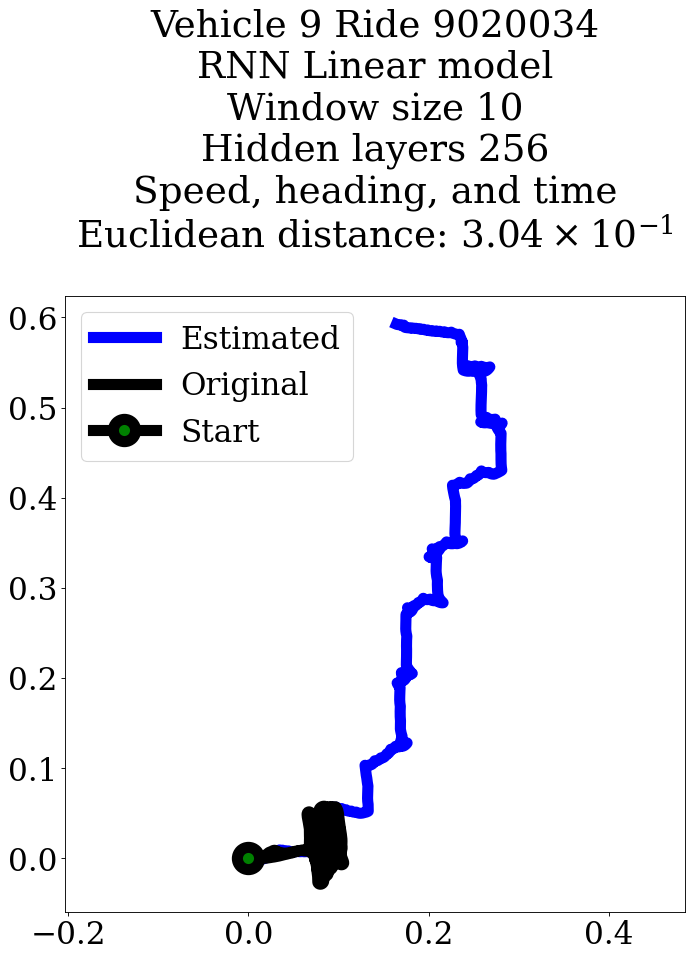 Vehicle 9 Ride 9020034
RNN Linear model
Window size 10
Hidden layers 256
Speed, heading, and time
Euclidean distance: 3.04 × 10⁻¹
Estimated
Original
Start
0.6
0.5
0.4
0.3
0.2
0.1
0.0
−0.2 0.0 0.2 0.4